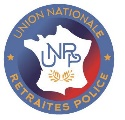 UNION NATIONALE
UNRP
RETRAITES POLICE